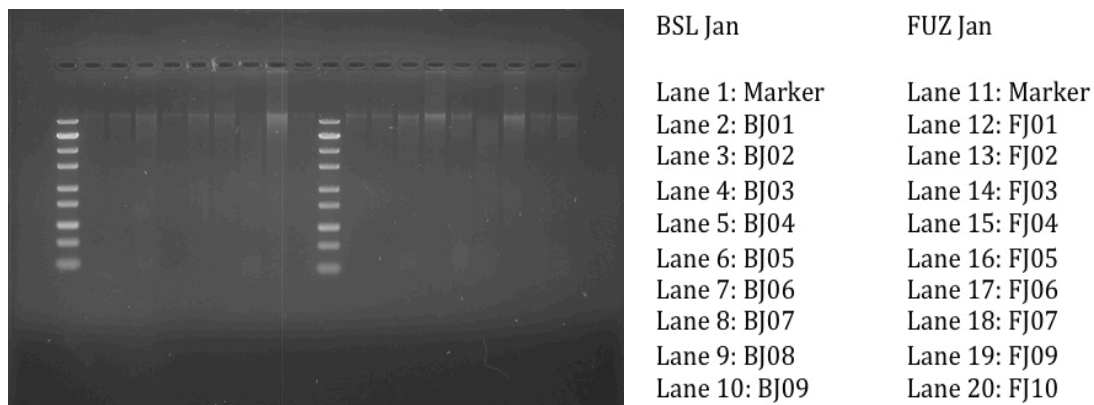 BSL Jan
Lane 1: Marker
Lane 2: BJ01
Lane 3: BJ02
Lane 4: BJ03
Lane 5: BJ04
Lane 6: BJ05
Lane 7: BJ06
Lane 8: BJ07
Lane 9: BJ08
Lane 10: BJ09
FUZ Jan
Lane 11: Marker
Lane 12: FJ01
Lane 13: FJ02
Lane 14: FJ03
Lane 15: FJ04
Lane 16: FJ05
Lane 17: FJ06
Lane 18: FJ07
Lane 19: FJ09
Lane 20: FJ10